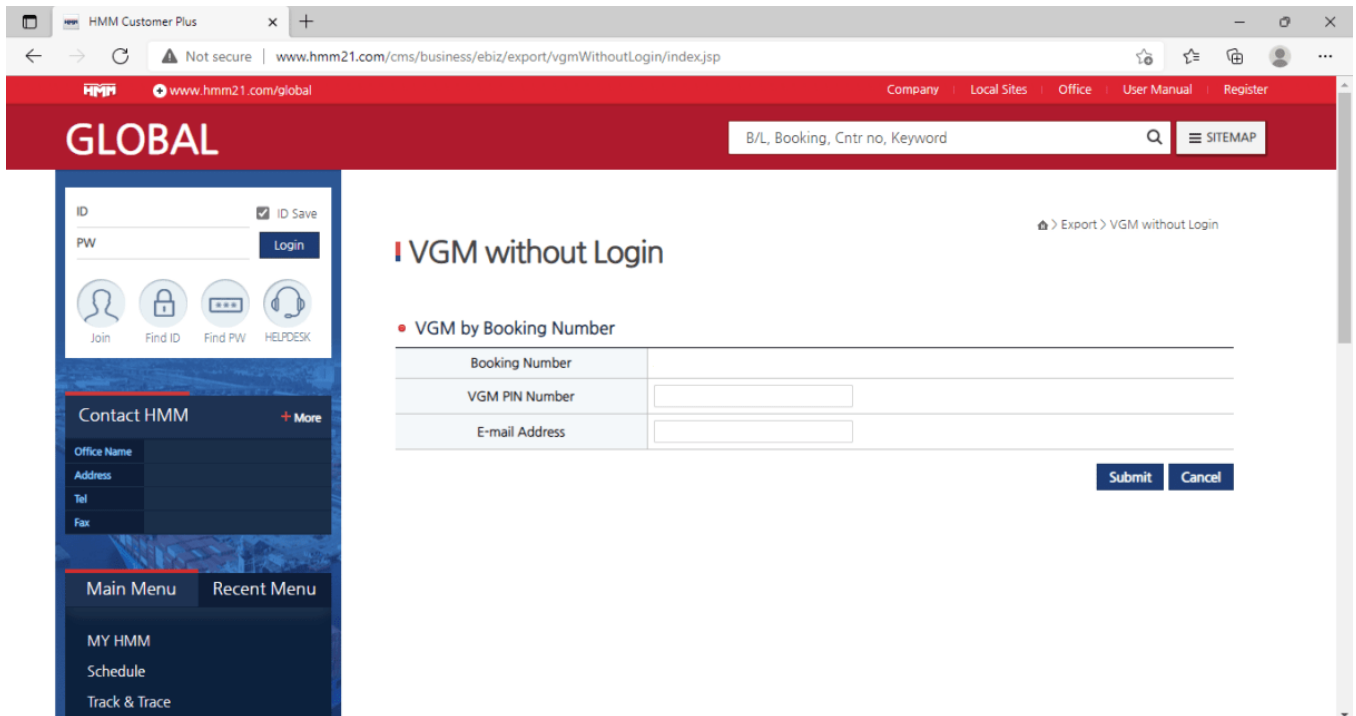 HMM Customer Plus
Not secure | www.hmm21.com/cms/business/ebiz/export/vgmWithoutLogin/index.jsp
HMM www.hmm21.com/global Company Local Sites Office User Manual Register
GLOBAL B/L, Booking, Cntr no, Keyword SITEMAP
ID ID Save
PW Login
Join Find ID Find PW HELPDESK
> Export > VGM without Login
VGM without Login
VGM by Booking Number
Booking Number
VGM PIN Number
E-mail Address
Submit Cancel
Contact HMM + More
Office Name
Address
Tel
Fax
Main Menu Recent Menu
MY HMM
Schedule
Track & Trace